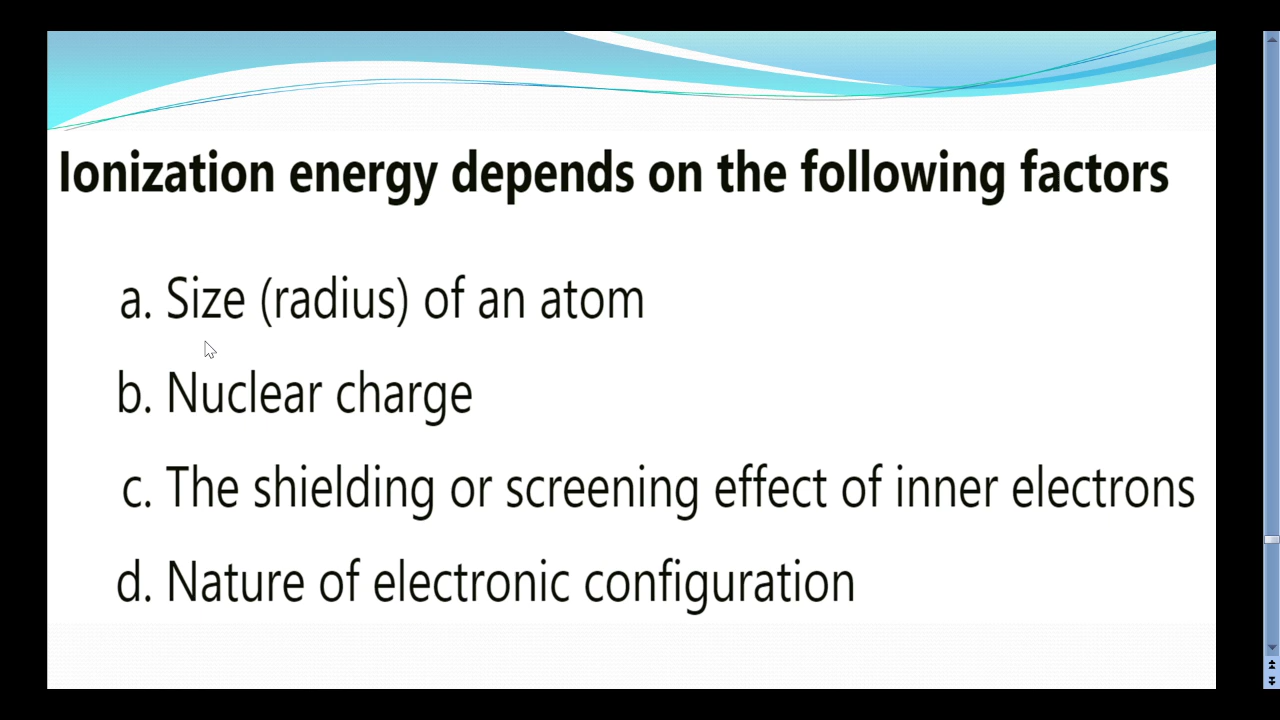 Ionization energy depends on the following factors
a. Size (radius) of an atom
b. Nuclear charge
c. The shielding or screening effect of inner electrons
d. Nature of electronic configuration